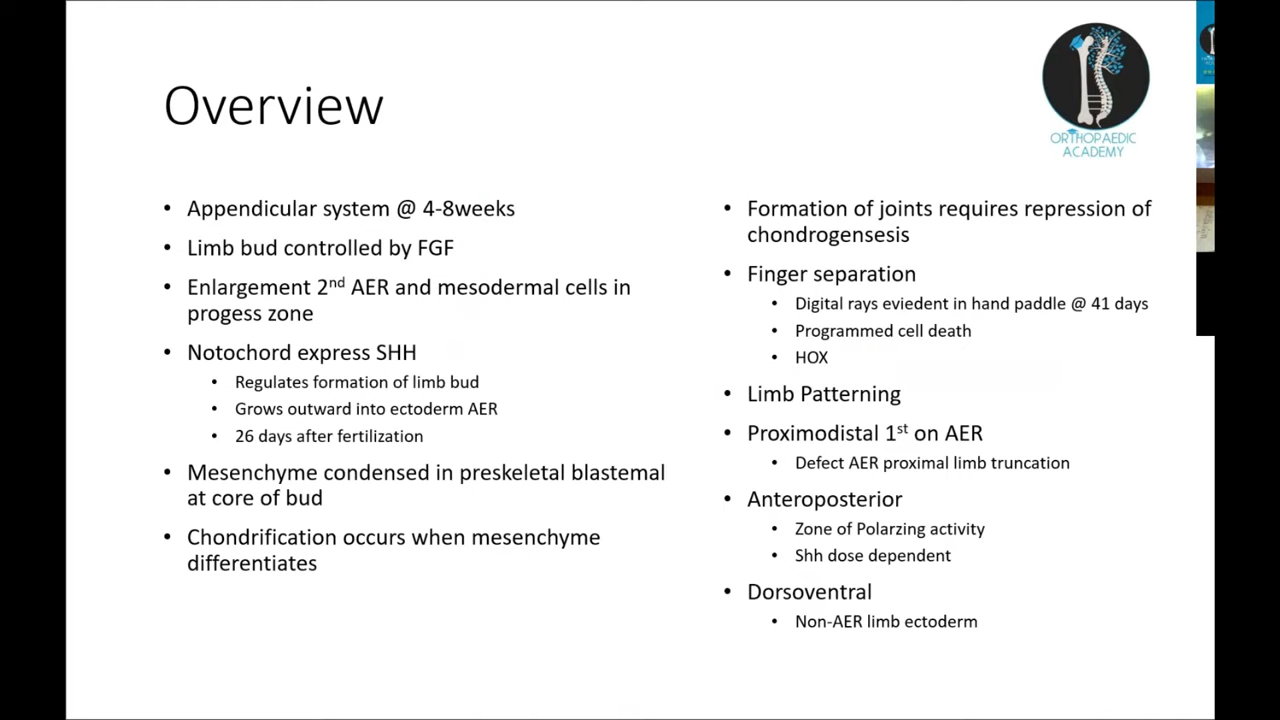 Overview
ORTHOPAEDIC
ACADEMY
• Appendicular system @ 4-8weeks
• Limb bud controlled by FGF
• Enlargement 2nd AER and mesodermal cells in
progess zone
• Notochord express SHH
• Regulates formation of limb bud
• Grows outward into ectoderm AER
• 26 days after fertilization
• Mesenchyme condensed in preskeletal blastemal
at core of bud
• Chondrification occurs when mesenchyme
differentiates
• Formation of joints requires repression of
chondrogensesis
• Finger separation
• Digital rays eviedent in hand paddle @ 41 days
• Programmed cell death
• HOX
• Limb Patterning
• Proximodistal 1st on AER
• Defect AER proximal limb truncation
• Anteroposterior
• Zone of Polarzing activity
• Shh dose dependent
• Dorsoventral
• Non-AER limb ectoderm